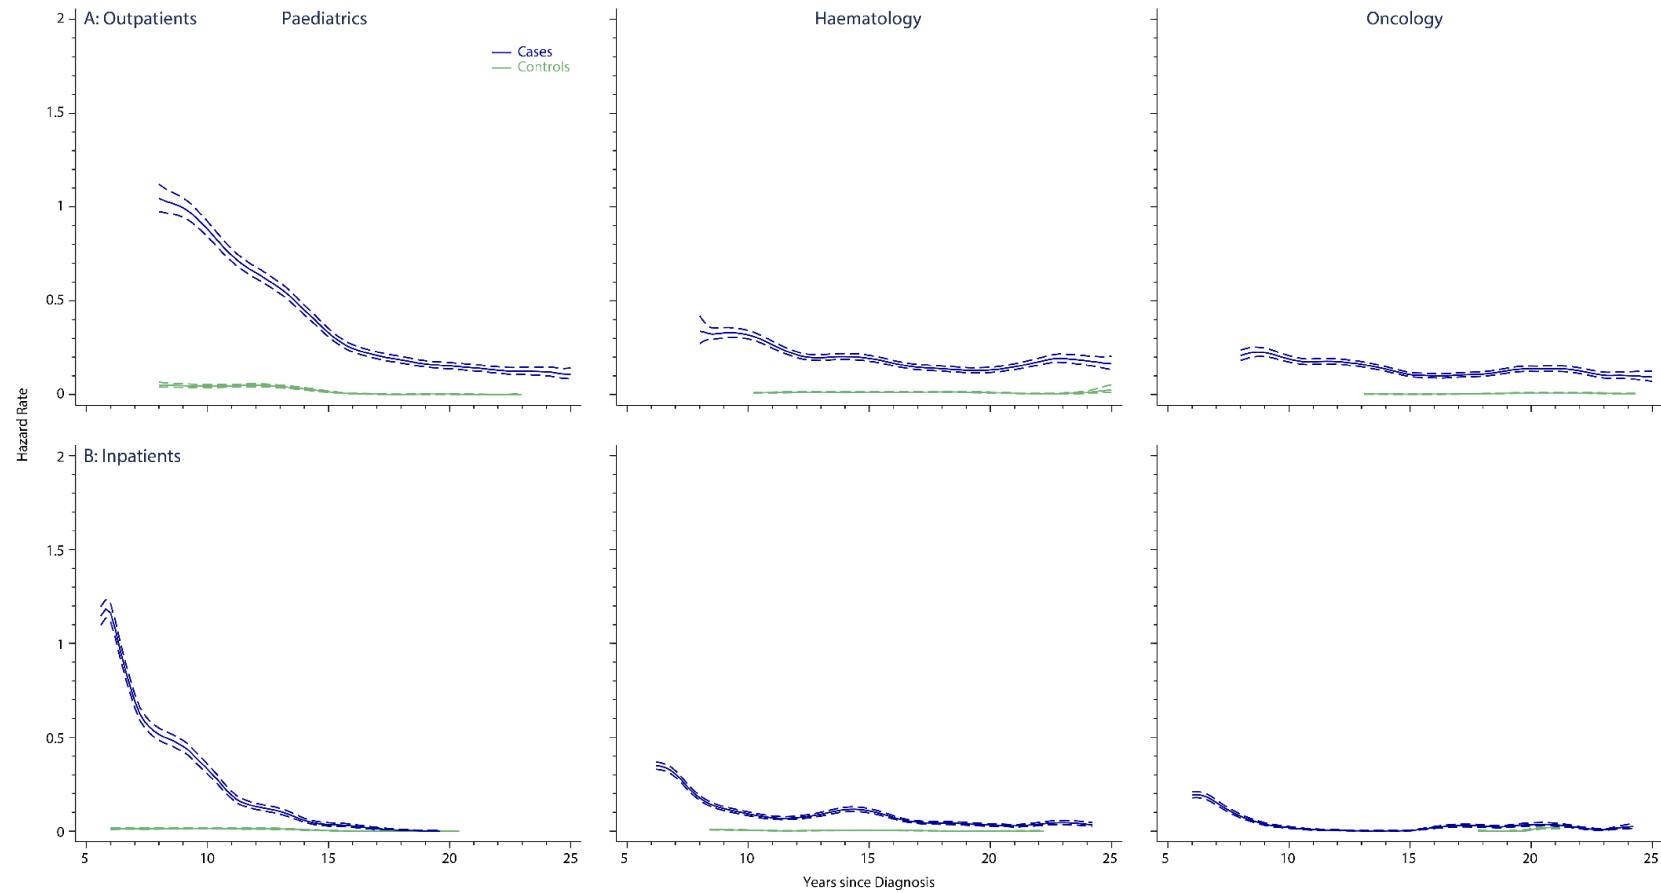 A: Outpatients Paediatrics Haematology Oncology
Cases
Controls
2
1.5
1
0.5
0
Hazard Rate
B: Inpatients
2
1.5
1
0.5
0
5 10 15 20 25 5 10 15 20 25 5 10 15 20 25
Years since Diagnosis